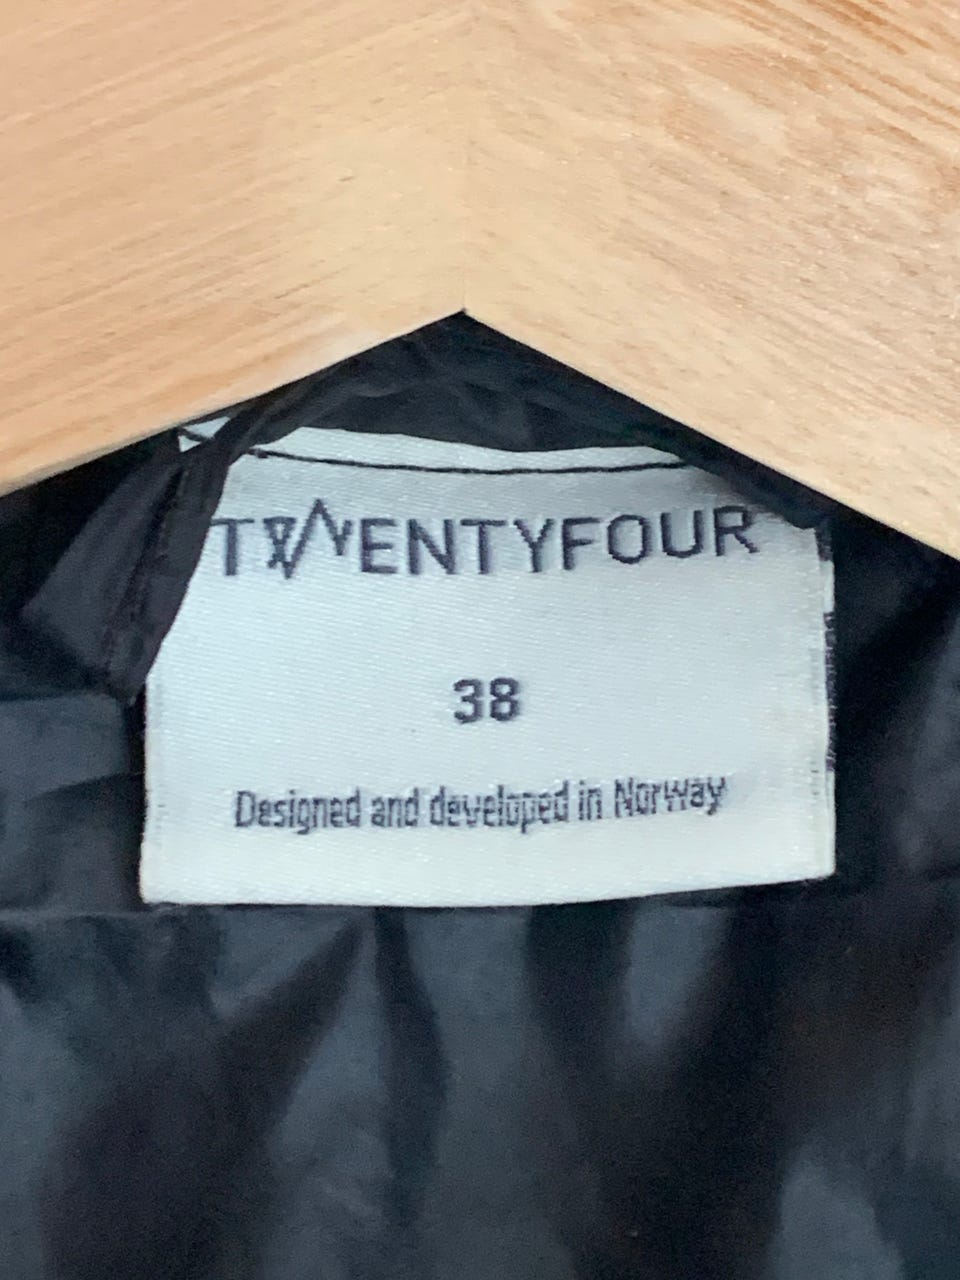 TWENTYFOUR
38
Designed and developed in Norway